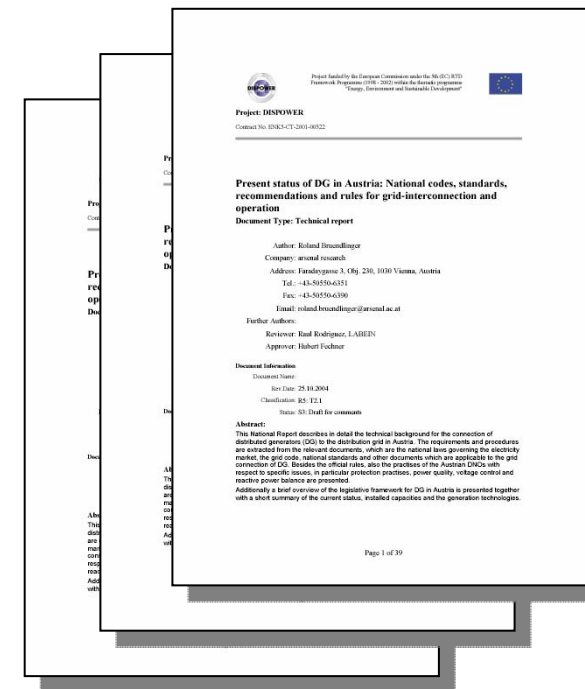 DISPOWER
Project funded by the European Commission under the 5th (EC) RTD
Framework Programme (1998 - 2002) within the thematic programme
"Energy, Environment and Sustainable Development"
Project: DISPOWER
Contract No. ENK5-CT-2001-00522
Present status of DG in Austria: National codes, standards,
recommendations and rules for grid-interconnection and
operation
Document Type: Technical report
Author: Roland Bruendlinger
Company: arsenal research
Address: Faradaygasse 3, Obj. 230, 1030 Vienna, Austria
Tel.: +43-50550-6351
Fax: +43-50550-6390
Email: roland.bruendlinger@arsenal.ac.at
Further Authors:
Reviewer: Raul Rodriguez, LABEIN
Approver: Hubert Fechner
Document Information
Document Name:
Rev Date: 25.10.2004
Classification: R5: T2.1
Status: S3: Draft for comments
Abstract:
This National Report describes in detail the technical background for the connection of
distributed generators (DG) to the distribution grid in Austria. The requirements and procedures
are extracted from the relevant documents, which are the national laws governing the electricity
market, the grid code, national standards and other documents which are applicable to the grid
connection of DG. Besides the official rules, also the practises of the Austrian DNOs with
respect to specific issues, in particular protection practises, power quality, voltage control and
reactive power balance are presented.
Additionally a brief overview of the legislative framework for DG in Austria is presented together
with a short summary of the current status, installed capacities and the generation technologies.
Page 1 of 39